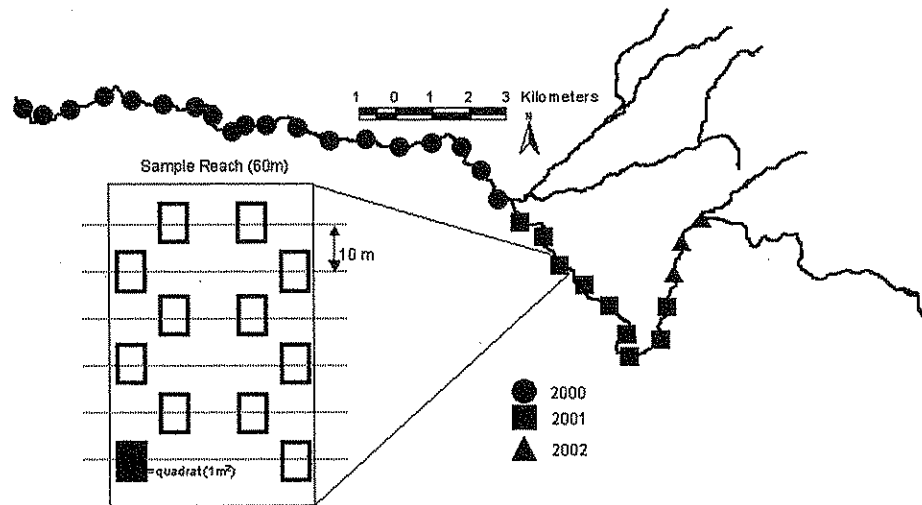 1 0 1 2 3 Kilometers
N
Sample Reach (60m)
10 m
=quadrat(1m²)
2000
2001
2002